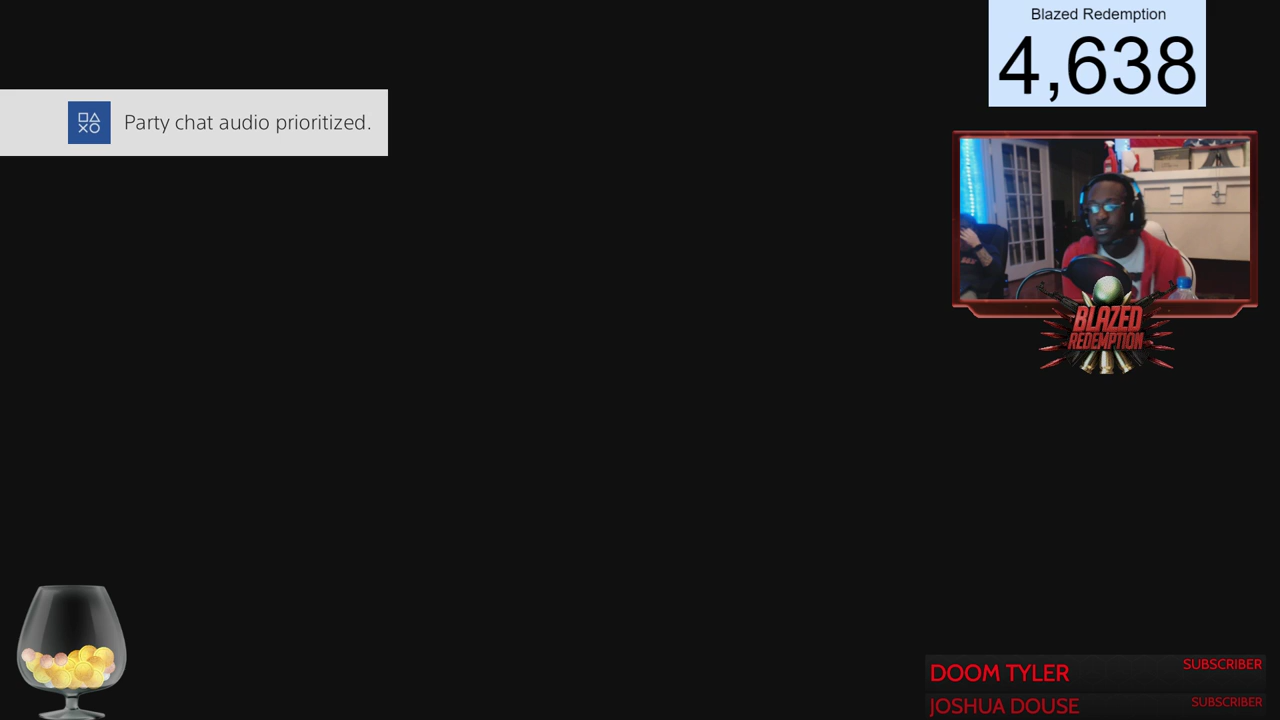 Blazed Redemption
4,638
Party chat audio prioritized.
BLAZED
REDEMPTION
DOOM TYLER
SUBSCRIBER
JOSHUA DOUSE
SUBSCRIBER